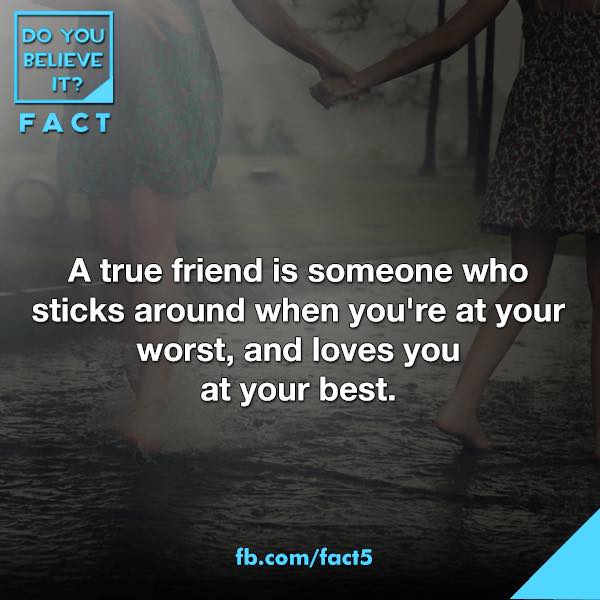 DO YOU
BELIEVE
IT?
FACT
A true friend is someone who
sticks around when you're at your
worst, and loves you
at your best.
fb.com/fact5